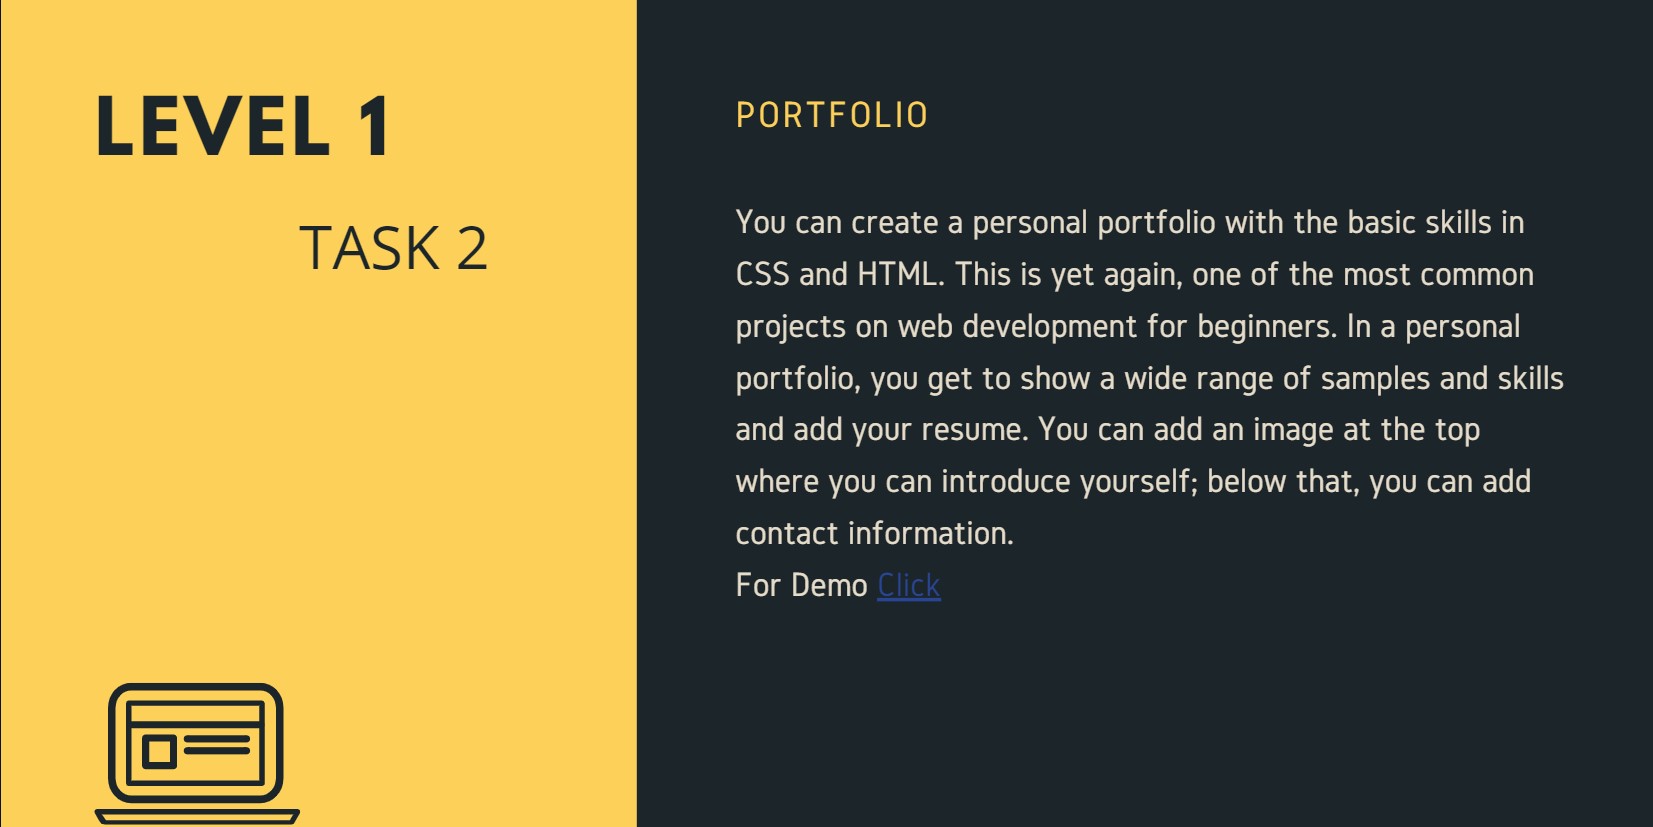 LEVEL 1
TASK 2
PORTFOLIO
You can create a personal portfolio with the basic skills in
CSS and HTML. This is yet again, one of the most common
projects on web development for beginners. In a personal
portfolio, you get to show a wide range of samples and skills
and add your resume. You can add an image at the top
where you can introduce yourself; below that, you can add
contact information.
For Demo Click